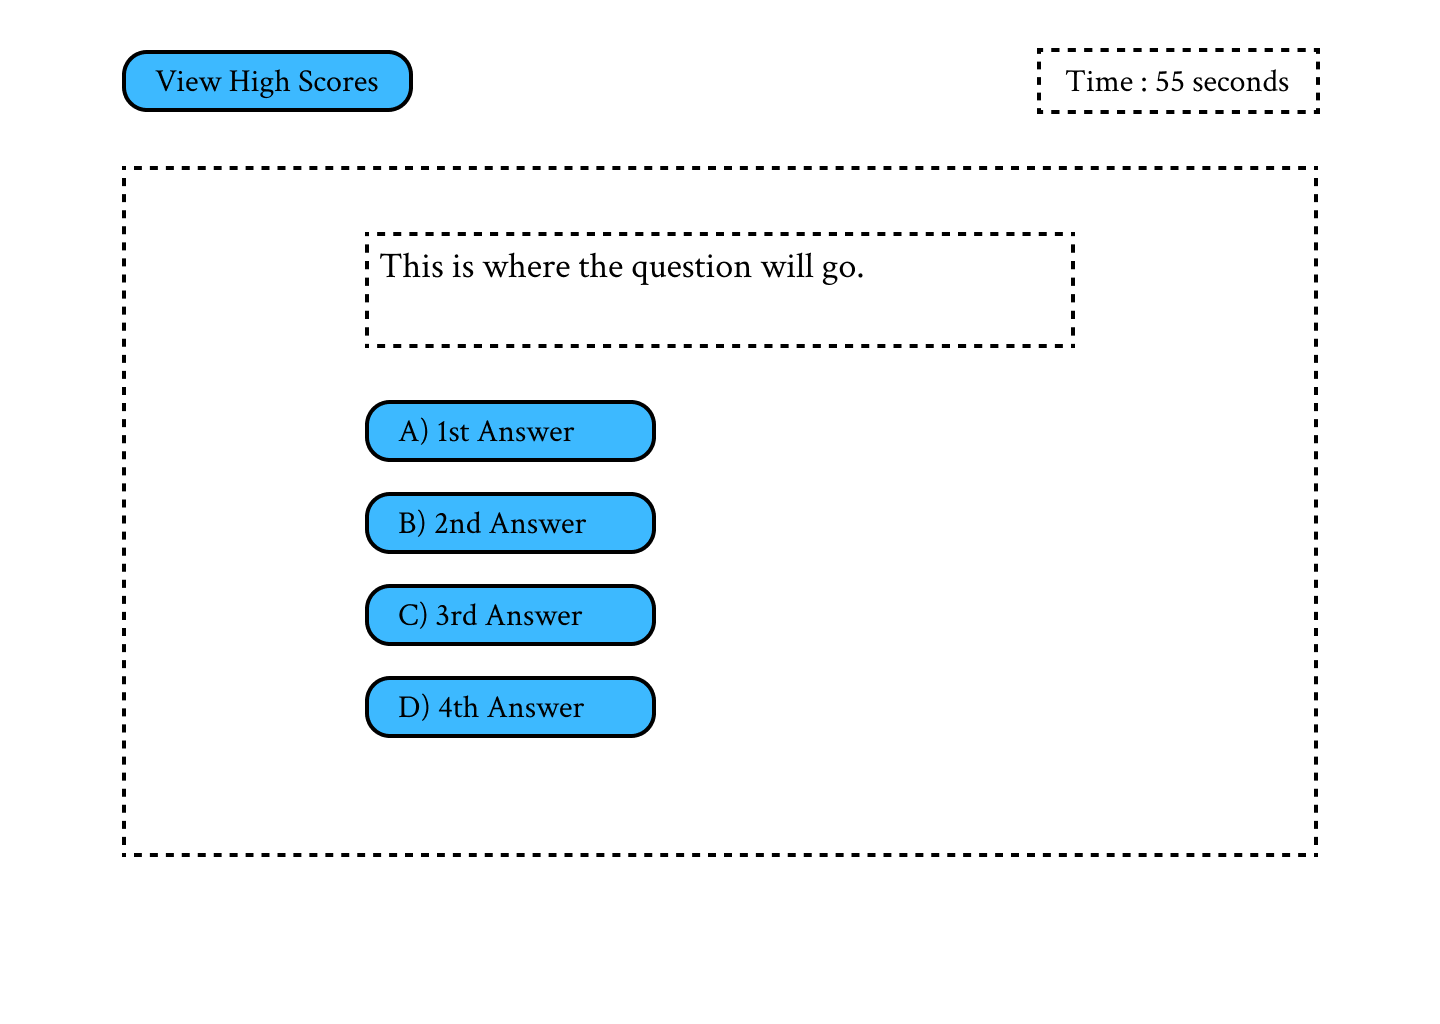 View High Scores
Time : 55 seconds
This is where the question will go.
A) 1st Answer
B) 2nd Answer
C) 3rd Answer
D) 4th Answer